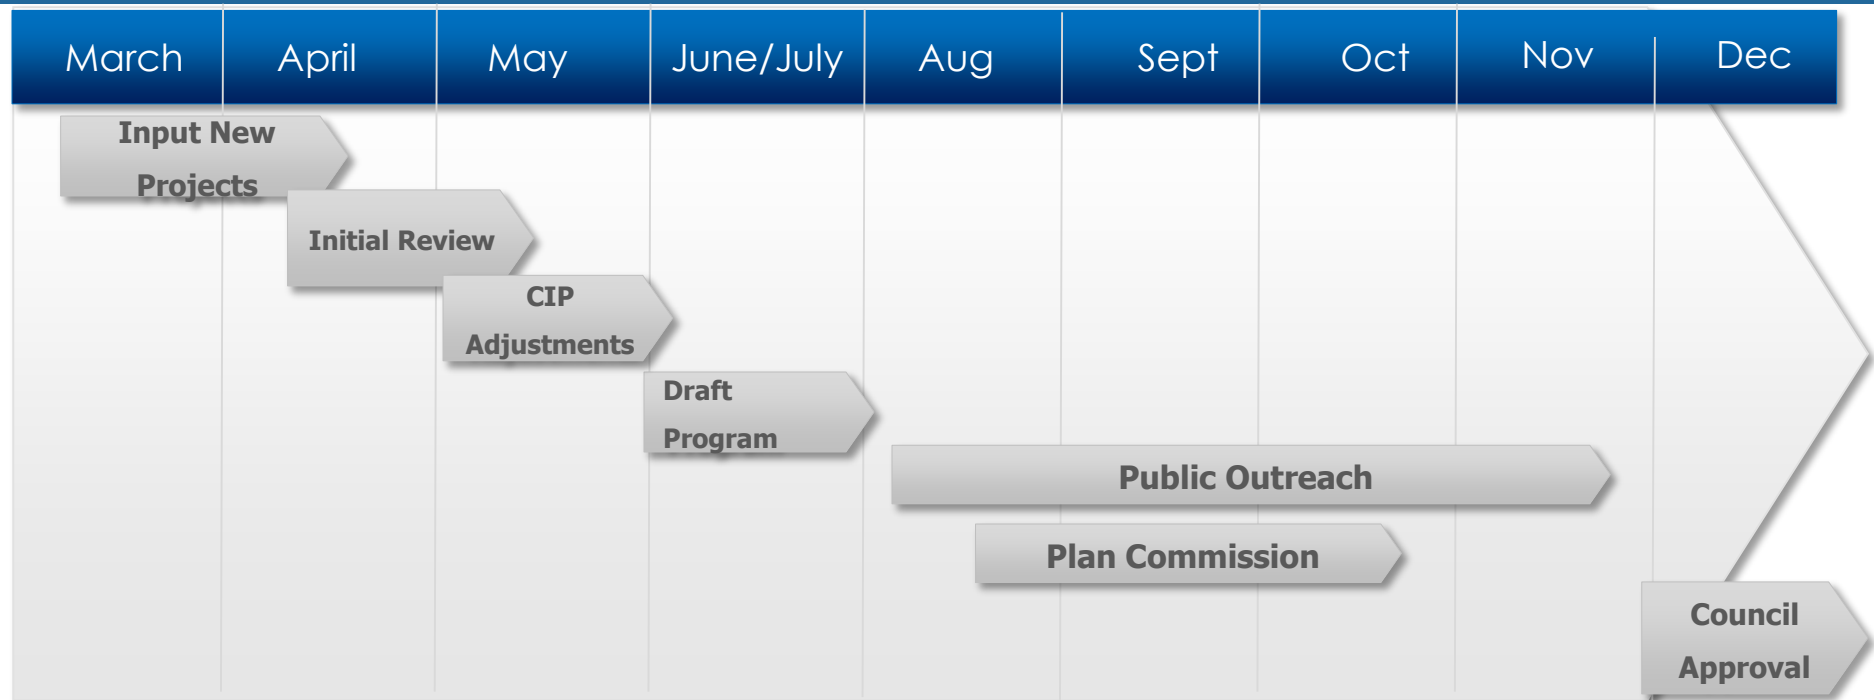 March April May June/July Aug Sept Oct Nov Dec
Input New
Projects
Initial Review
CIP
Adjustments
Draft
Program
Public Outreach
Plan Commission
Council
Approval